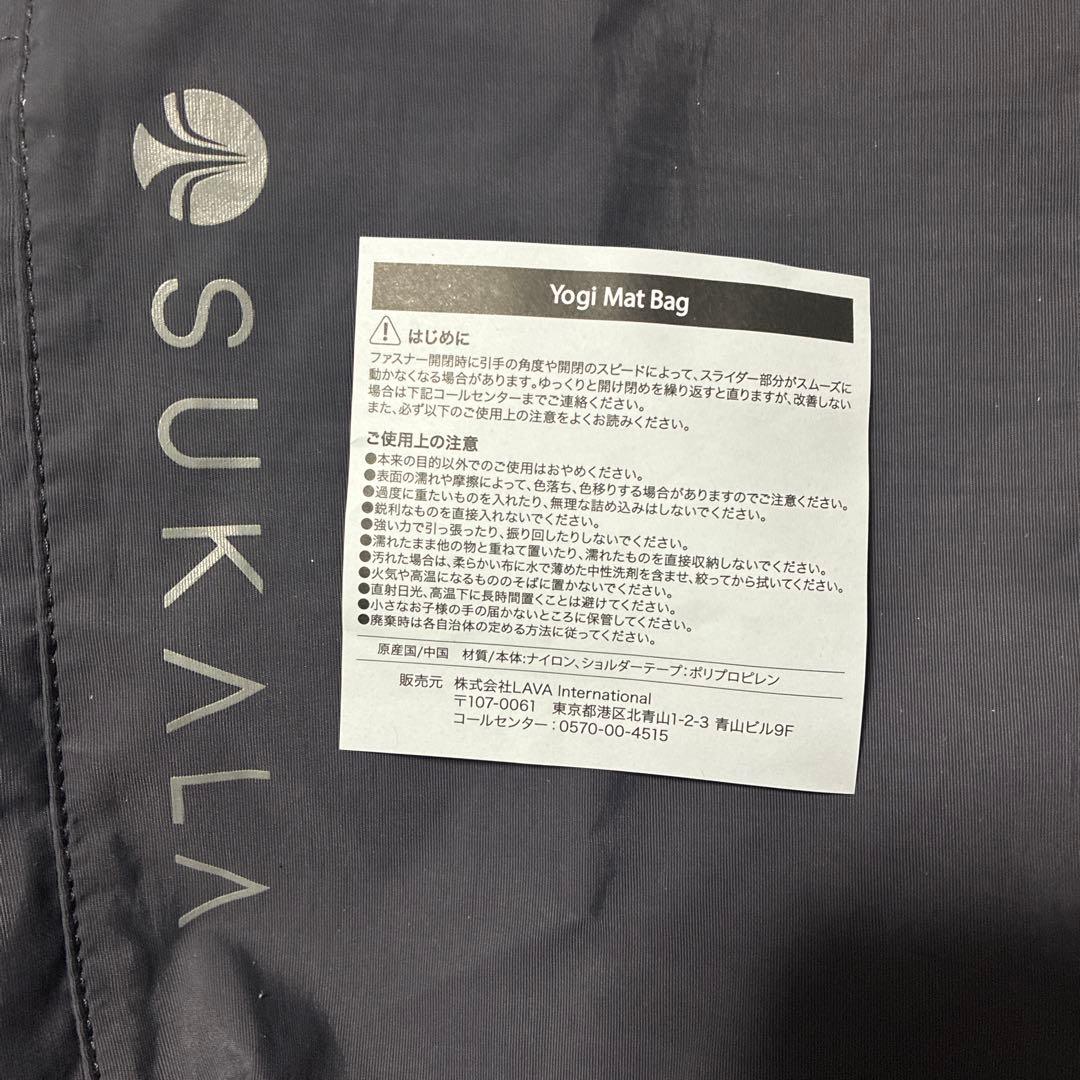 SUKALA
Yogi Mat Bag
はじめに
ファスナー開閉時に引手の角度や開閉のスピードによって、スライダー部分がスムーズに
動かなくなる場合があります。ゆっくりと開け閉めを繰り返すと直りますが、改善しない
場合は下記コールセンターまでご連絡ください。
また、必ず以下のご使用上の注意をよくお読みください。
ご使用上の注意
●本来の目的以外でのご使用はおやめください。
●表面の濡れや摩擦によって、色落ち、色移りする場合がありますのでご注意ください。
●過度に重たいものを入れたり、無理な詰め込みはしないでください。
●鋭利なものを直接入れないでください。
●強い力で引っ張ったり、振り回したりしないでください。
●濡れたまま他の物と重ねて置いたり、濡れたものを直接収納しないでください。
●汚れた場合は、柔らかい布に水で薄めた中性洗剤を含ませ、絞ってから拭いてください。
●火気や高温になるもののそばに置かないでください。
●直射日光、高温下に長時間置くことは避けてください。
●小さなお子様の手の届かないところに保管してください。
●廃棄時は各自治体の定める方法に従ってください。
原産国/中国 材質/本体:ナイロン、ショルダーテープ:ポリプロピレン
販売元 株式会社LAVA International
〒107-0061 東京都港区北青山1-2-3 青山ビル9F
コールセンター:0570-00-4515